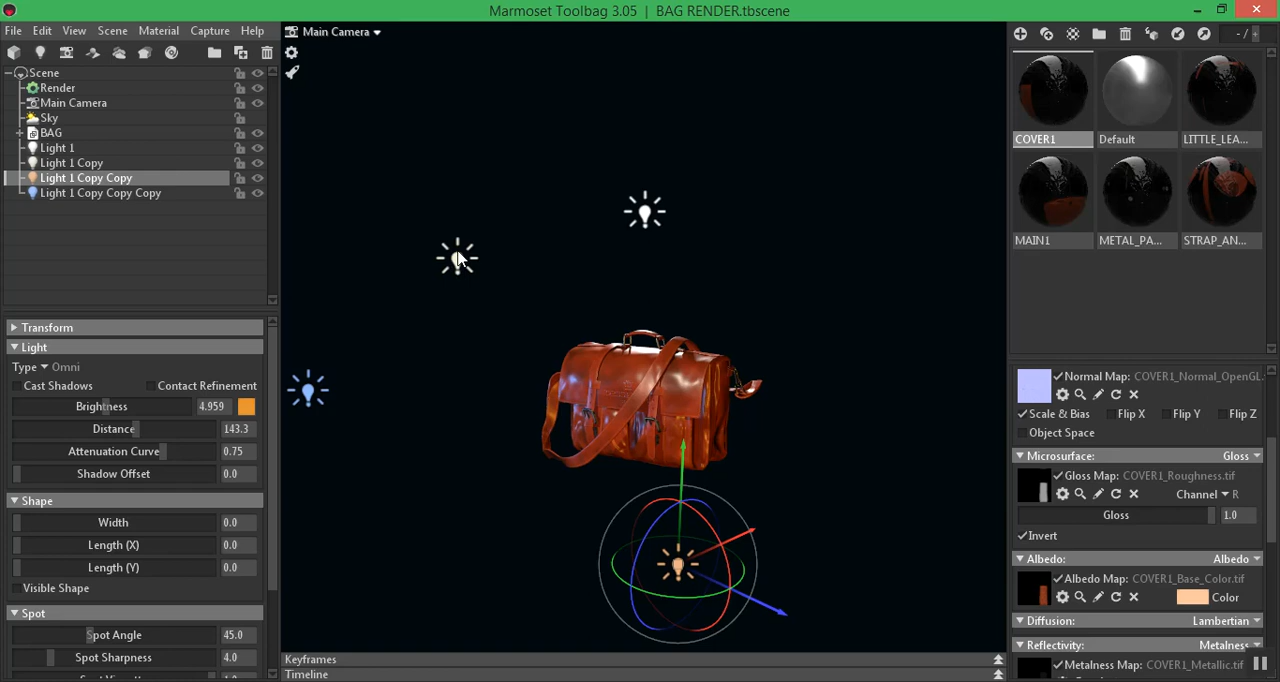 Marmoset Toolbag 3.05 | BAG RENDER.tbscene
File Edit View Scene Material Capture Help
Main Camera
- / +
Scene
Render
Main Camera
Sky
BAG
Light 1
Light 1 Copy
Light 1 Copy Copy
Light 1 Copy Copy Copy
COVER1
Default
LITTLE_LEA...
MAIN1
METAL_PA...
STRAP_AN...
Transform
Light
Type Omni
Cast Shadows Contact Refinement
Brightness 4.959
Distance 143.3
Attenuation Curve 0.75
Shadow Offset 0.0
Shape
Width 0.0
Length (X) 0.0
Length (Y) 0.0
Visible Shape
Spot
Spot Angle 45.0
Spot Sharpness 4.0
Normal Map: COVER1_Normal_OpenGL.
Scale & Bias Flip X Flip Y Flip Z
Object Space
Microsurface: Gloss
Gloss Map: COVER1_Roughness.tif
Channel R
Gloss 1.0
Invert
Albedo: Albedo
Albedo Map: COVER1_Base_Color.tif
Color
Diffusion: Lambertian
Reflectivity: Metalness
Metalness Map: COVER1_Metallic.tif
Keyframes
Timeline